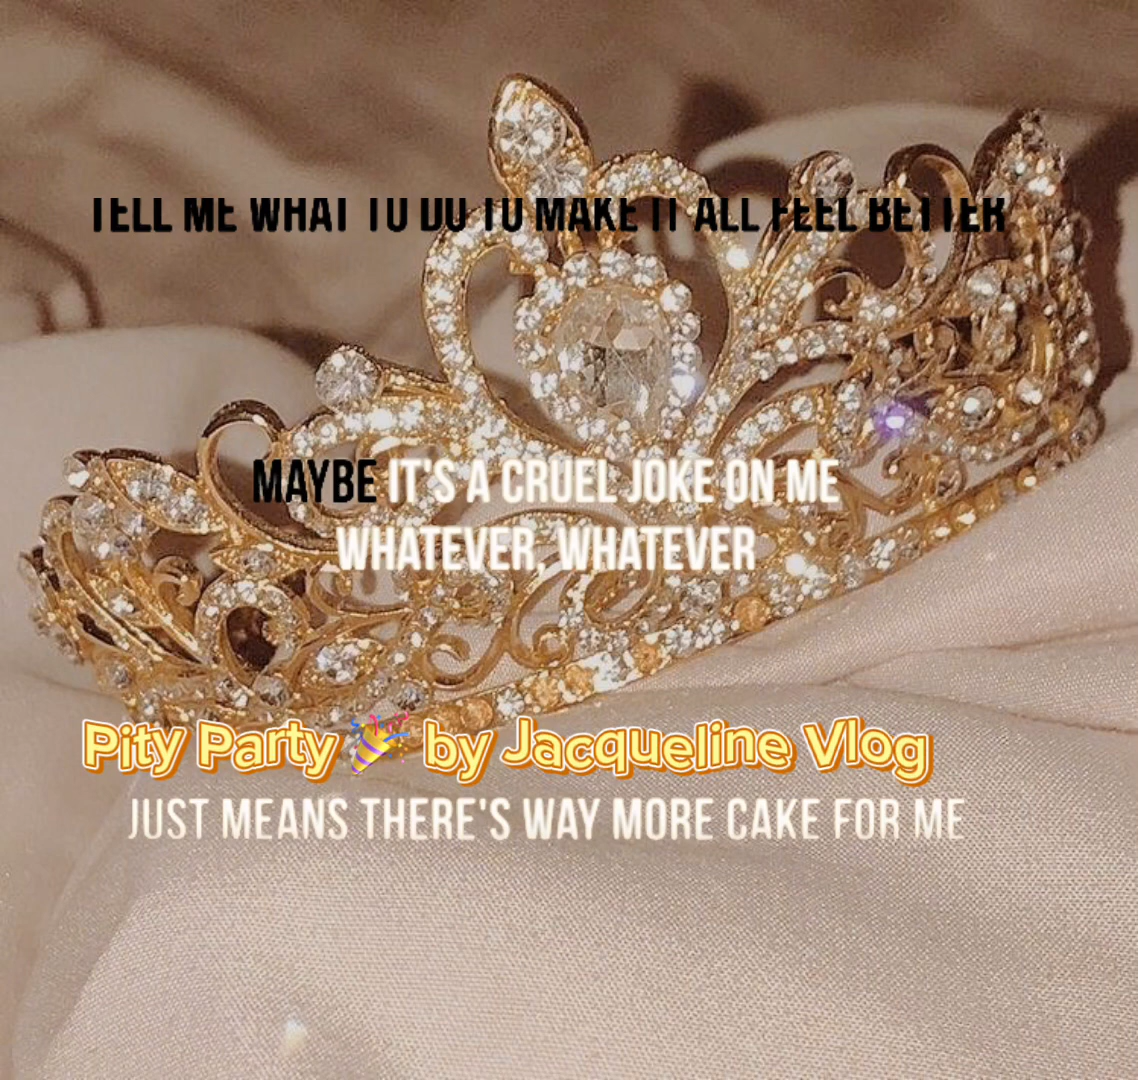 TELL ME WHAT TO DO TO MAKE IT ALL FEEL BETTER
MAYBE IT'S A CRUEL JOKE ON ME
WHATEVER, WHATEVER
Pity Party 🎉 by Jacqueline Vlog
JUST MEANS THERE'S WAY MORE CAKE FOR ME